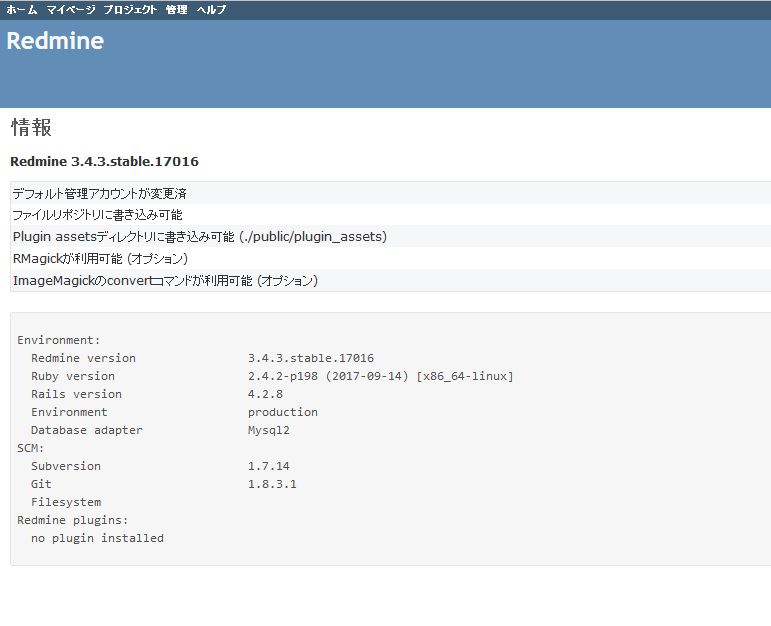 ホーム マイページ プロジェクト 管理 ヘルプ
Redmine
情報
Redmine 3.4.3.stable.17016
デフォルト管理アカウントが変更済
ファイルリポジトリに書き込み可能
Plugin assetsディレクトリに書き込み可能 (./public/plugin_assets)
RMagickが利用可能 (オプション)
ImageMagickのconvertコマンドが利用可能 (オプション)
Environment:
Redmine version 3.4.3.stable.17016
Ruby version 2.4.2-p198 (2017-09-14) [x86_64-linux]
Rails version 4.2.8
Environment production
Database adapter Mysql2
SCM:
Subversion 1.7.14
Git 1.8.3.1
Filesystem
Redmine plugins:
no plugin installed